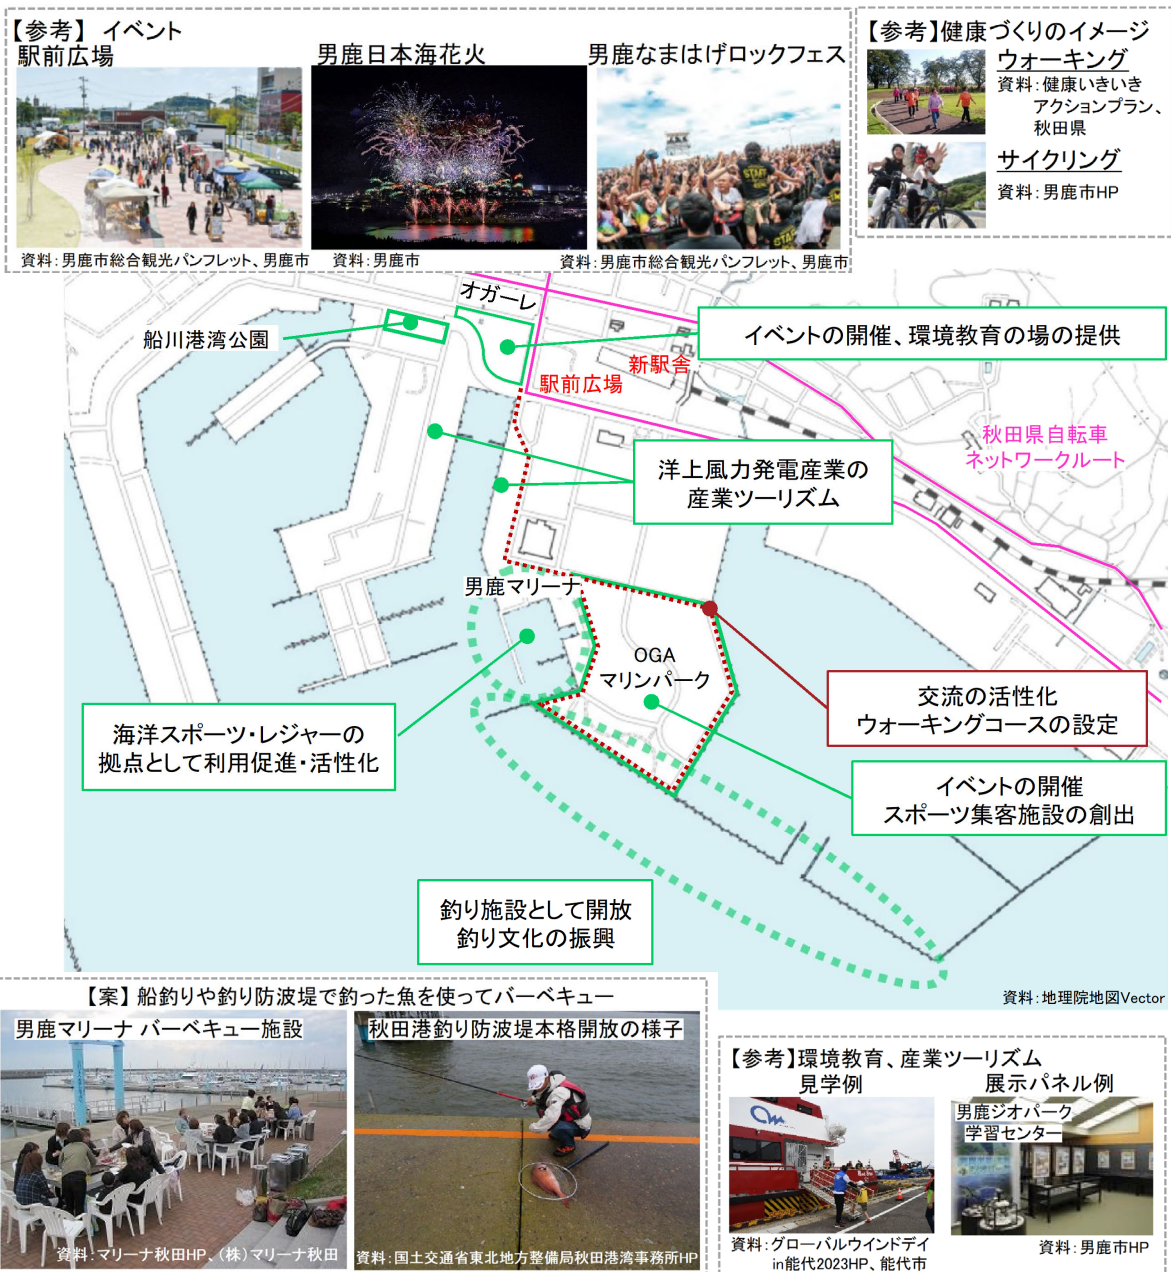 【参考】 イベント
駅前広場
男鹿日本海花火
男鹿なまはげロックフェス
資料:男鹿市総合観光パンフレット、男鹿市
資料:男鹿市
資料:男鹿市総合観光パンフレット、男鹿市
【参考】健康づくりのイメージ
ウォーキング
資料:健康いきいき
アクションプラン、
秋田県
サイクリング
資料:男鹿市HP
オガーレ
船川港湾公園
イベントの開催、環境教育の場の提供
新駅舎
駅前広場
秋田県自転車
ネットワークルート
洋上風力発電産業の
産業ツーリズム
男鹿マリーナ
OGA
マリンパーク
交流の活性化
ウォーキングコースの設定
海洋スポーツ・レジャーの
拠点として利用促進・活性化
イベントの開催
スポーツ集客施設の創出
釣り施設として開放
釣り文化の振興
資料:地理院地図Vector
【案】 船釣りや釣り防波堤で釣った魚を使ってバーベキュー
男鹿マリーナ バーベキュー施設
秋田港釣り防波堤本格開放の様子
資料:マリーナ秋田HP、(株)マリーナ秋田
資料:国土交通省東北地方整備局秋田港湾事務所HP
【参考】環境教育、産業ツーリズム
見学例
展示パネル例
男鹿ジオパーク
学習センター
資料:グローバルウインドデイ
in能代2023HP、能代市
資料:男鹿市HP
STAFF